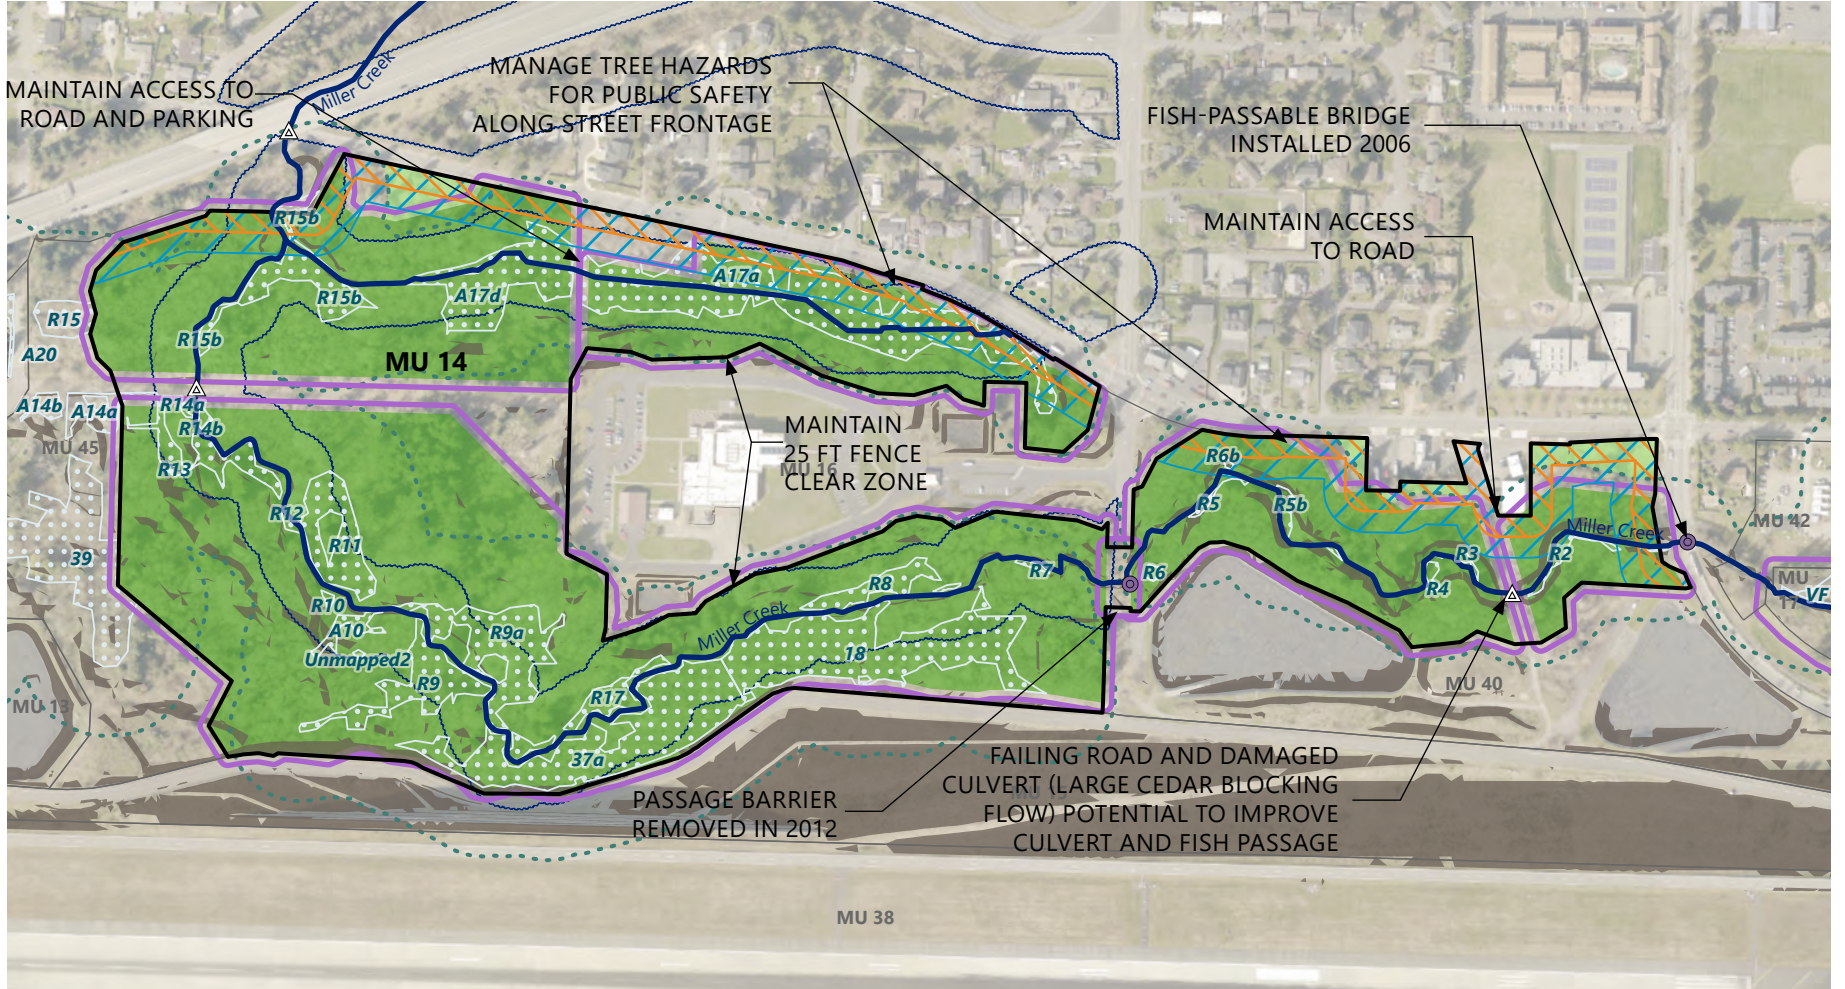 MAINTAIN ACCESS TO
ROAD AND PARKING
Miller Creek
MANAGE TREE HAZARDS
FOR PUBLIC SAFETY
ALONG STREET FRONTAGE
FISH-PASSABLE BRIDGE
INSTALLED 2006
MAINTAIN ACCESS
TO ROAD
R15b
R15b
A17d
A17a
R15
A20
R15b
MU 14
A14b
A14a
R14a
R14b
MU 45
R13
MAINTAIN
25 FT FENCE
CLEAR ZONE
MU 16
R6b
R5
R5b
R12
R11
39
Miller Creek
MU 42
R3
R2
R4
R6
R7
R8
MU
17
VF
R10
A10
R9a
Unmapped2
Miller Creek
18
R9
R17
37a
MU 13
MU 40
PASSAGE BARRIER
REMOVED IN 2012
FAILING ROAD AND DAMAGED
CULVERT (LARGE CEDAR BLOCKING
FLOW) POTENTIAL TO IMPROVE
CULVERT AND FISH PASSAGE
MU 38